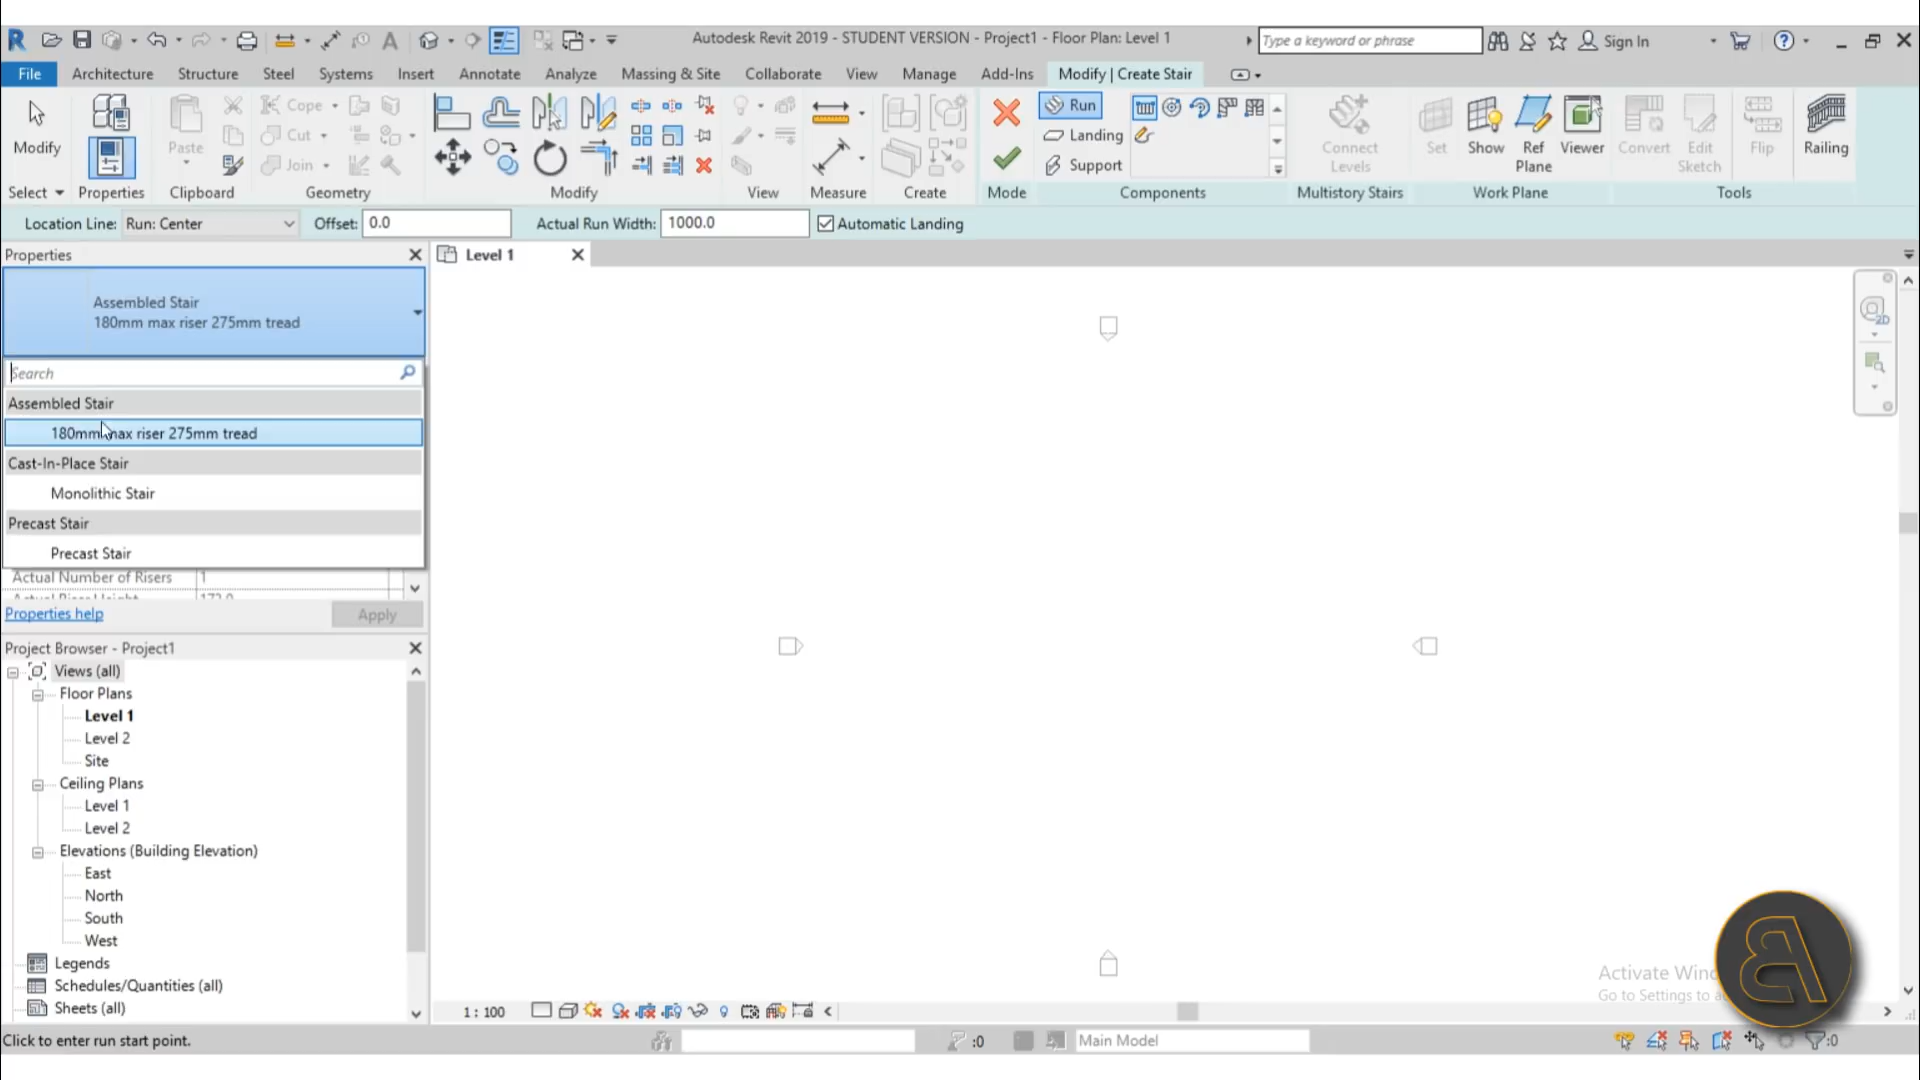 Autodesk Revit 2019 - STUDENT VERSION - Project1 - Floor Plan: Level 1
Type a keyword or phrase
Sign In
File Architecture Structure Steel Systems Insert Annotate Analyze Massing & Site Collaborate View Manage Add-Ins Modify | Create Stair
Modify
Paste
Cope
Cut
Join
Run
Landing
Support
Connect Levels
Set
Show
Ref Plane
Viewer
Convert
Edit Sketch
Flip
Railing
Select Properties Clipboard Geometry Modify View Measure Create Mode Components Multistory Stairs Work Plane Tools
Location Line: Run: Center Offset: 0.0 Actual Run Width: 1000.0 Automatic Landing
Properties
Level 1
Assembled Stair
180mm max riser 275mm tread
Search
Assembled Stair
180mm max riser 275mm tread
Cast-In-Place Stair
Monolithic Stair
Precast Stair
Precast Stair
Actual Number of Risers 1
Properties help
Apply
Project Browser - Project1
Views (all)
Floor Plans
Level 1
Level 2
Site
Ceiling Plans
Level 1
Level 2
Elevations (Building Elevation)
East
North
South
West
Legends
Schedules/Quantities (all)
Sheets (all)
2D
1 : 100
Activate
Go to Settings to
Click to enter run start point.
:0
Main Model
:0